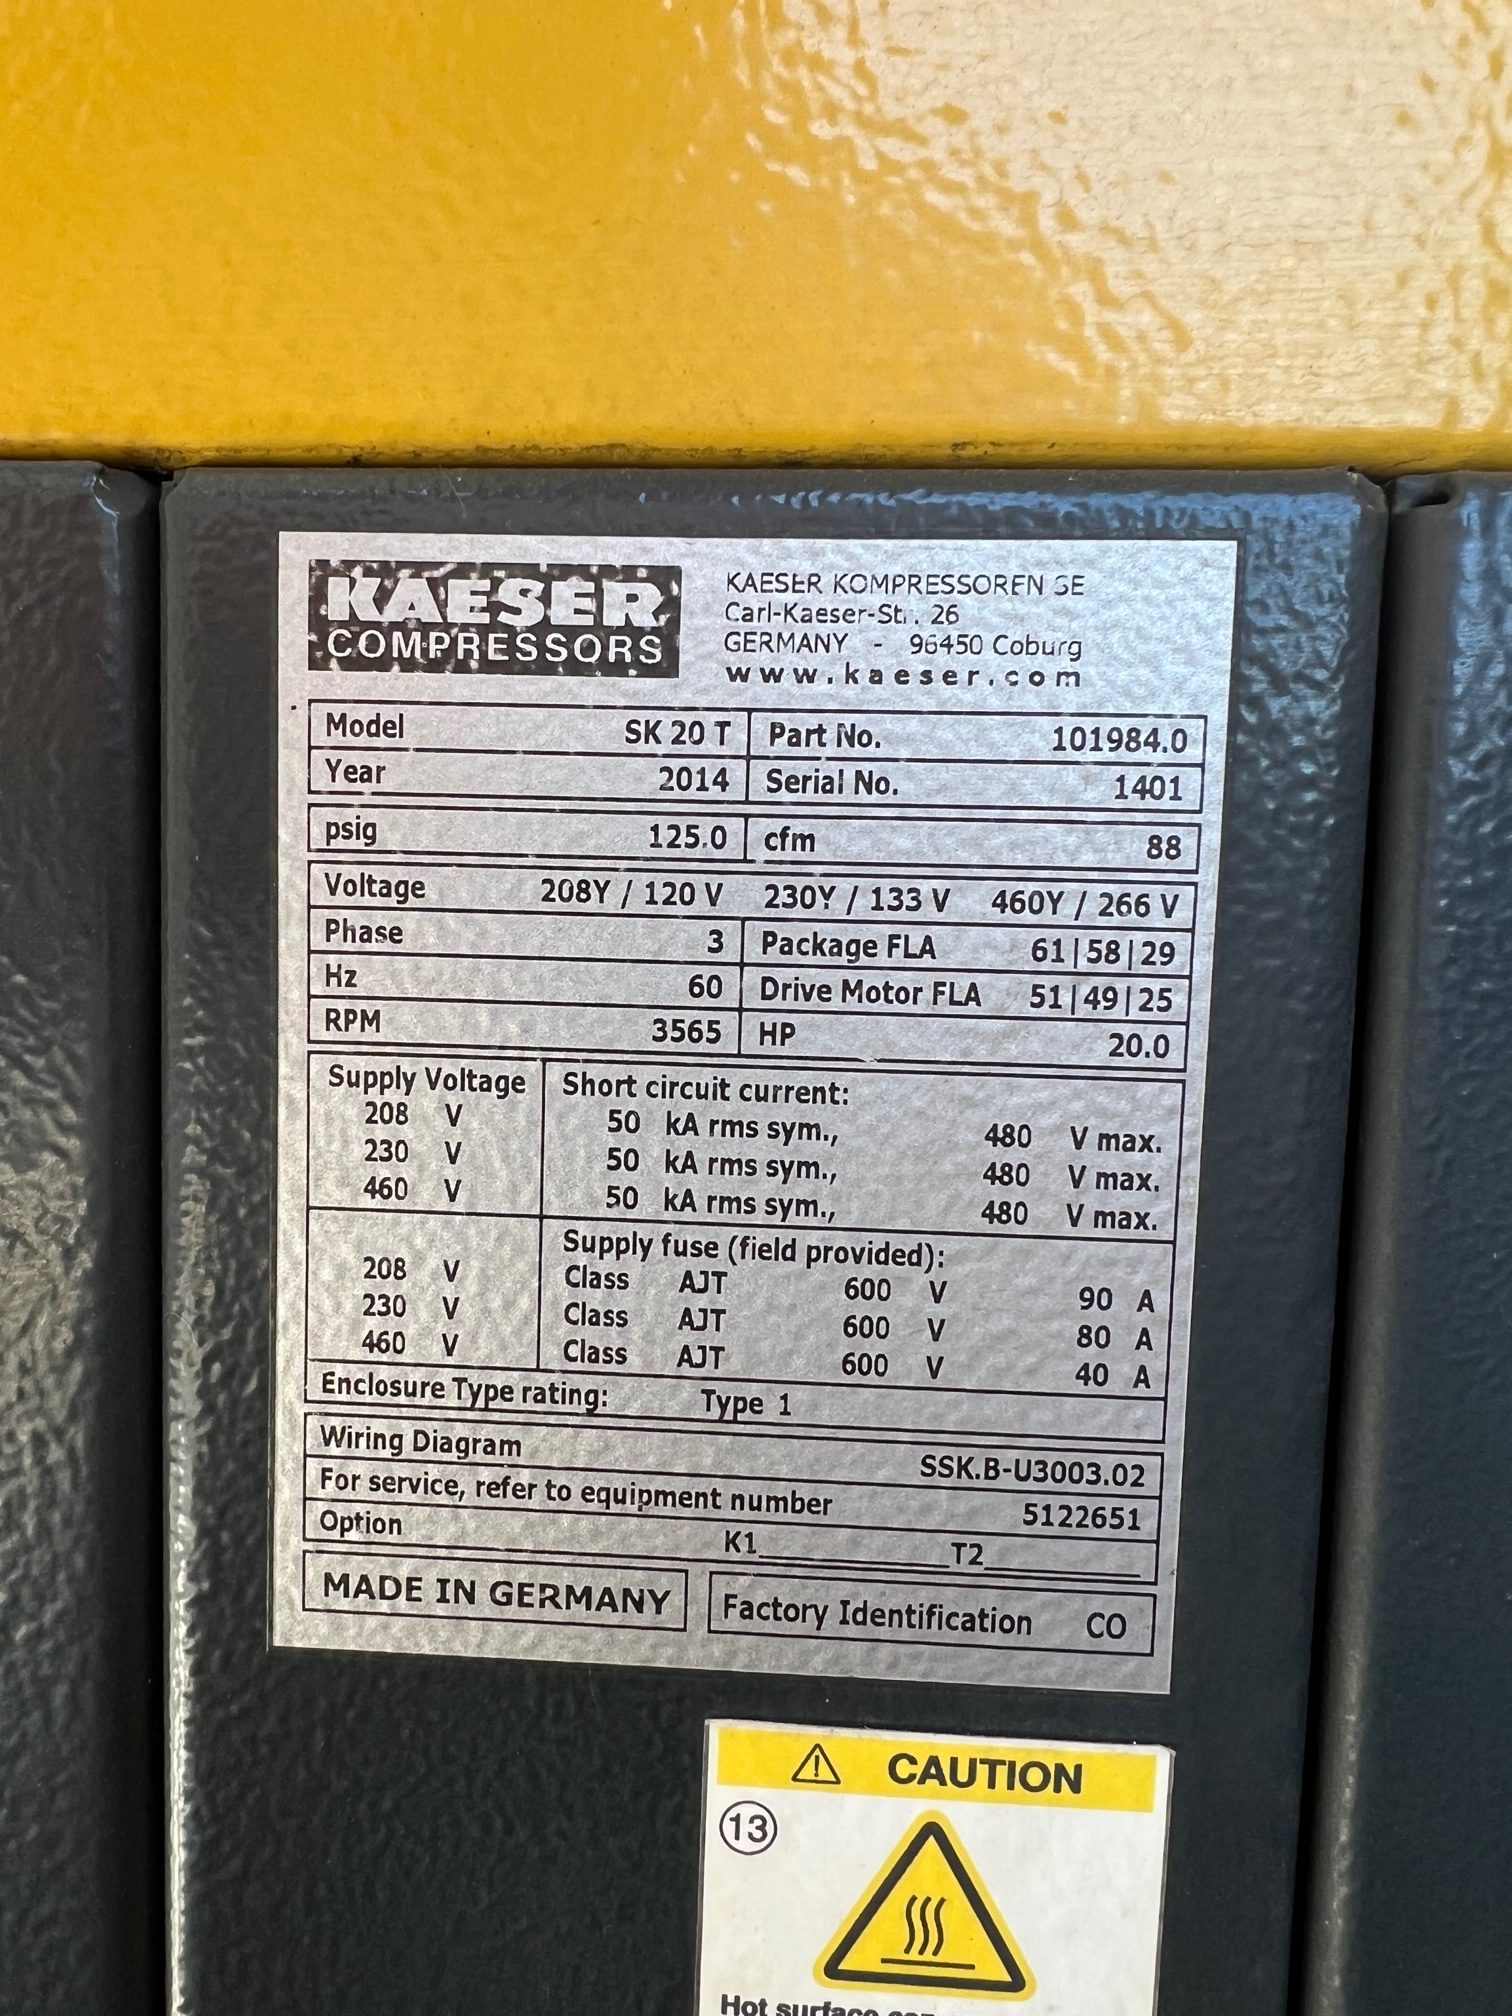 KAESER
COMPRESSORS
KAESER KOMPRESSOREN SE
Carl-Kaeser-Str. 26
GERMANY - 96450 Coburg
www.kaeser.com
Model SK 20 T Part No. 101984.0
Year 2014 Serial No. 1401
psig 125.0 cfm 88
Voltage 208Y / 120 V 230Y / 133 V 460Y / 266 V
Phase 3 Package FLA 61|58|29
Hz 60 Drive Motor FLA 51|49|25
RPM 3565 HP 20.0
Supply Voltage Short circuit current:
208 V 50 kA rms sym., 480 V max.
230 V 50 kA rms sym., 480 V max.
460 V 50 kA rms sym., 480 V max.
Supply fuse (field provided):
208 V Class AJT 600 V 90 A
230 V Class AJT 600 V 80 A
460 V Class AJT 600 V 40 A
Enclosure Type rating: Type 1
Wiring Diagram SSK.B-U3003.02
For service, refer to equipment number 5122651
Option K1__________T2________
MADE IN GERMANY Factory Identification CO
CAUTION
13
Hot surface